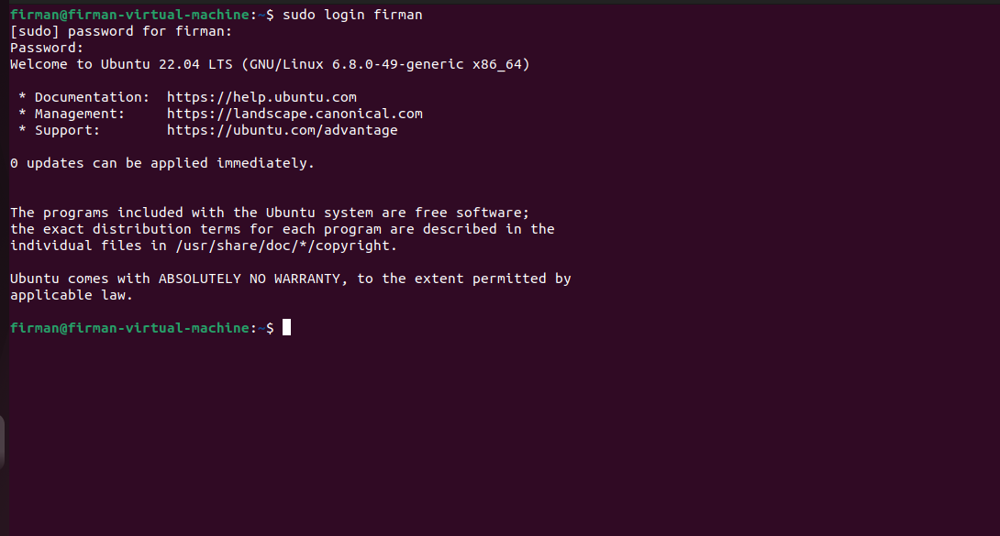 firman@firman-virtual-machine:~$ sudo login firman
[sudo] password for firman:
Password:
Welcome to Ubuntu 22.04 LTS (GNU/Linux 6.8.0-49-generic x86_64)
* Documentation:  https://help.ubuntu.com
* Management:     https://landscape.canonical.com
* Support:        https://ubuntu.com/advantage
0 updates can be applied immediately.
The programs included with the Ubuntu system are free software;
the exact distribution terms for each program are described in the
individual files in /usr/share/doc/*/copyright.
Ubuntu comes with ABSOLUTELY NO WARRANTY, to the extent permitted by
applicable law.
firman@firman-virtual-machine:~$